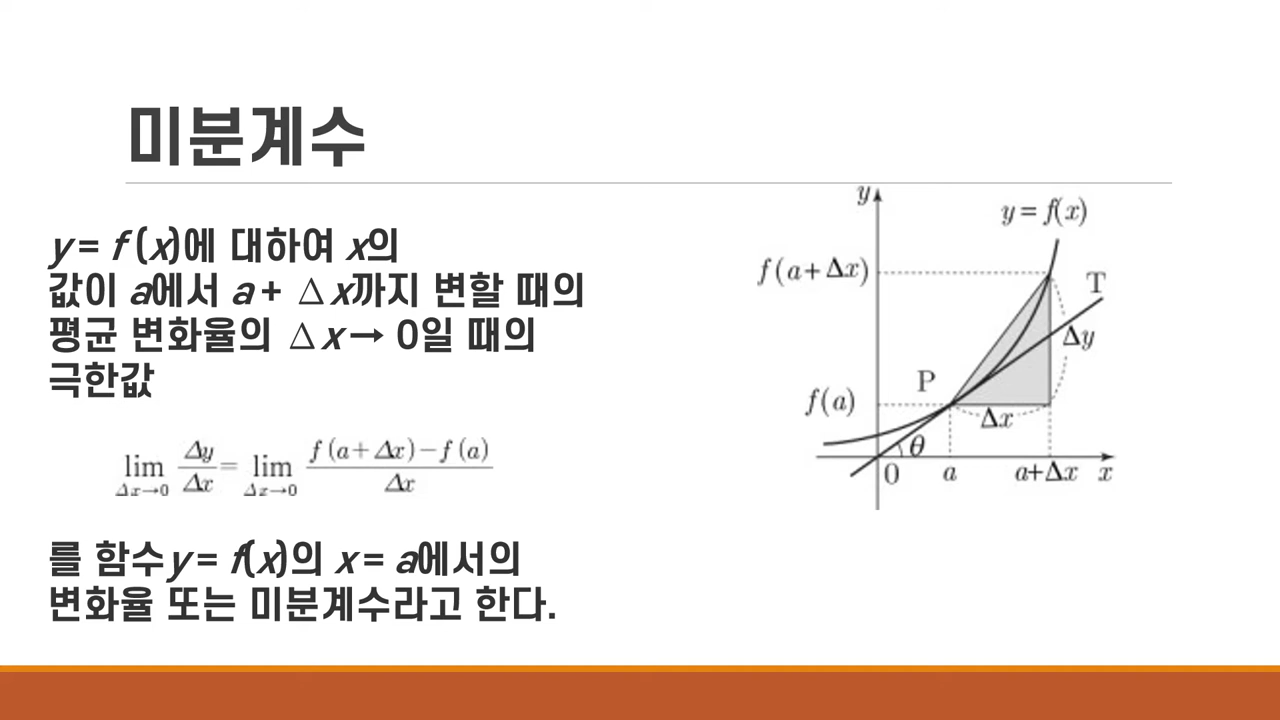 미분계수
y = f (x)에 대하여 x의
값이 a에서 a + Δx까지 변할 때의
평균 변화율의 Δx → 0일 때의
극한값
lim Δx→0 Δy/Δx = lim Δx→0 f(a+Δx)−f(a)/Δx
를 함수 y = f(x)의 x = a에서의
변화율 또는 미분계수라고 한다.
y
y = f(x)
f(a+Δx)
T
Δy
P
f(a)
Δx
θ
O a a+Δx x